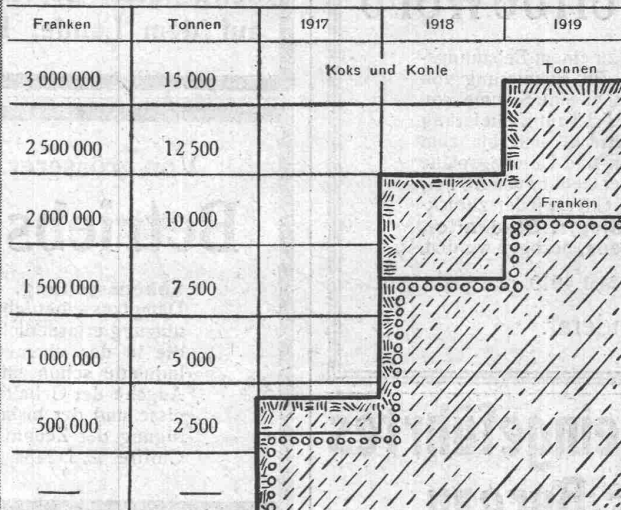 Franken Tonnen 1917 1918 1919
Koks und Kohle Tonnen
3 000 000 15 000
2 500 000 12 500
Franken
2 000 000 10 000
1 500 000 7 500
1 000 000 5 000
500 000 2 500
— —